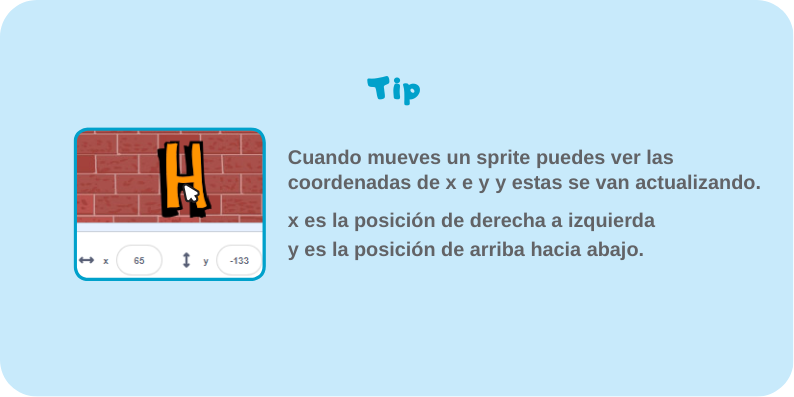 Tip
H
Cuando mueves un sprite puedes ver las
coordenadas de x e y y estas se van actualizando.
x es la posición de derecha a izquierda
y es la posición de arriba hacia abajo.
x 65 y -133